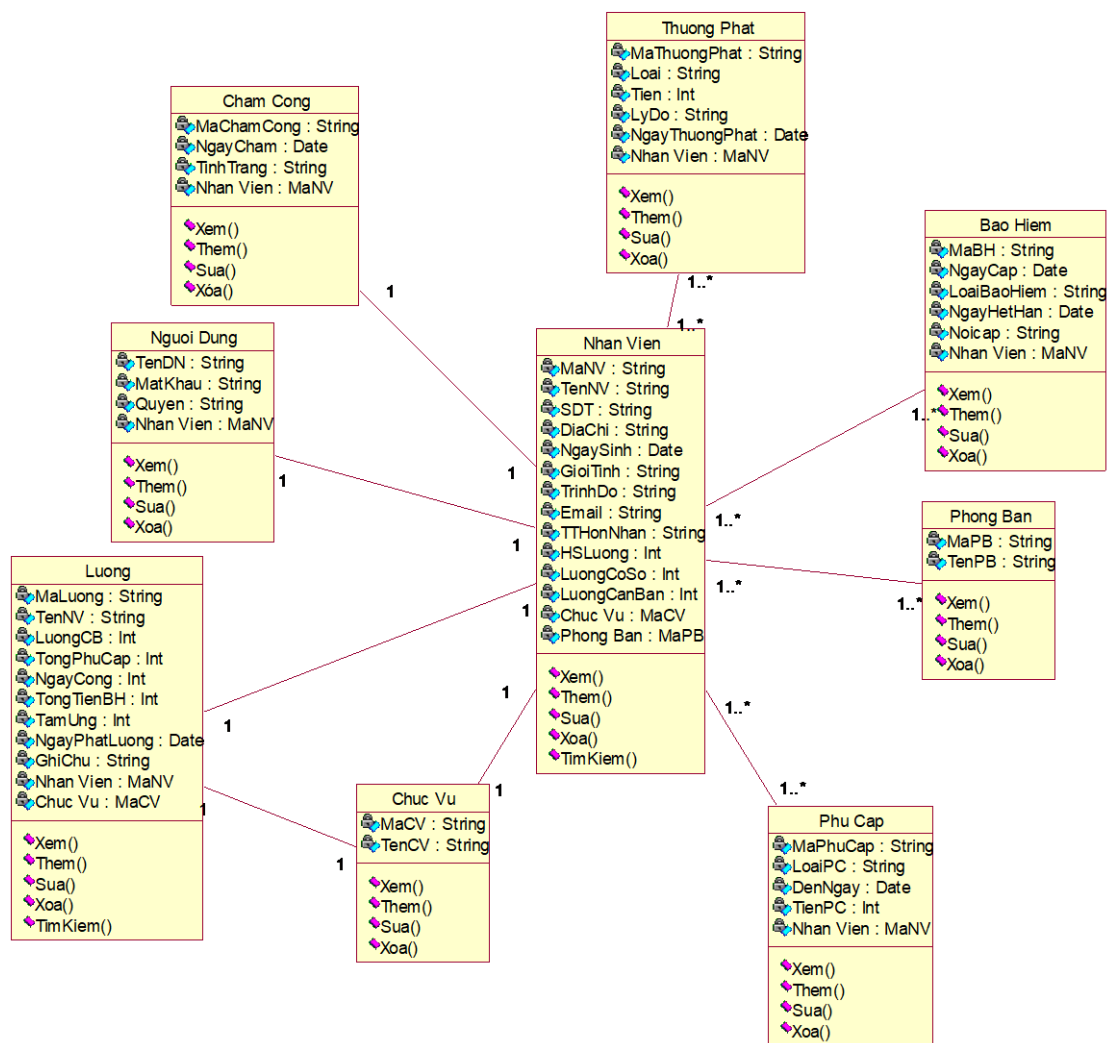 Thuong Phat
MaThuongPhat : String
Loai : String
Tien : Int
LyDo : String
NgayThuongPhat : Date
Nhan Vien : MaNV
Xem()
Them()
Sua()
Xoa()
1..*
1..*
Cham Cong
MaChamCong : String
NgayCham : Date
TinhTrang : String
Nhan Vien : MaNV
Xem()
Them()
Sua()
Xóa()
1
1
Bao Hiem
MaBH : String
NgayCap : Date
LoaiBaoHiem : String
NgayHetHan : Date
Noicap : String
Nhan Vien : MaNV
Xem()
Them()
Sua()
Xoa()
1..*
1..*
Nguoi Dung
TenDN : String
MatKhau : String
Quyen : String
Nhan Vien : MaNV
Xem()
Them()
Sua()
Xoa()
1
1
Nhan Vien
MaNV : String
TenNV : String
SDT : String
DiaChi : String
NgaySinh : Date
GioiTinh : String
TrinhDo : String
Email : String
TTHonNhan : String
HSLuong : Int
LuongCoSo : Int
LuongCanBan : Int
Chuc Vu : MaCV
Phong Ban : MaPB
Xem()
Them()
Sua()
Xoa()
TimKiem()
Phong Ban
MaPB : String
TenPB : String
Xem()
Them()
Sua()
Xoa()
1..*
1..*
Luong
MaLuong : String
TenNV : String
LuongCB : Int
TongPhuCap : Int
NgayCong : Int
TongTienBH : Int
TamUng : Int
NgayPhatLuong : Date
GhiChu : String
Nhan Vien : MaNV
Chuc Vu : MaCV
Xem()
Them()
Sua()
Xoa()
TimKiem()
1
1
1
1
Chuc Vu
MaCV : String
TenCV : String
Xem()
Them()
Sua()
Xoa()
1
1
Phu Cap
MaPhuCap : String
LoaiPC : String
DenNgay : Date
TienPC : Int
Nhan Vien : MaNV
Xem()
Them()
Sua()
Xoa()
1..*
1..*